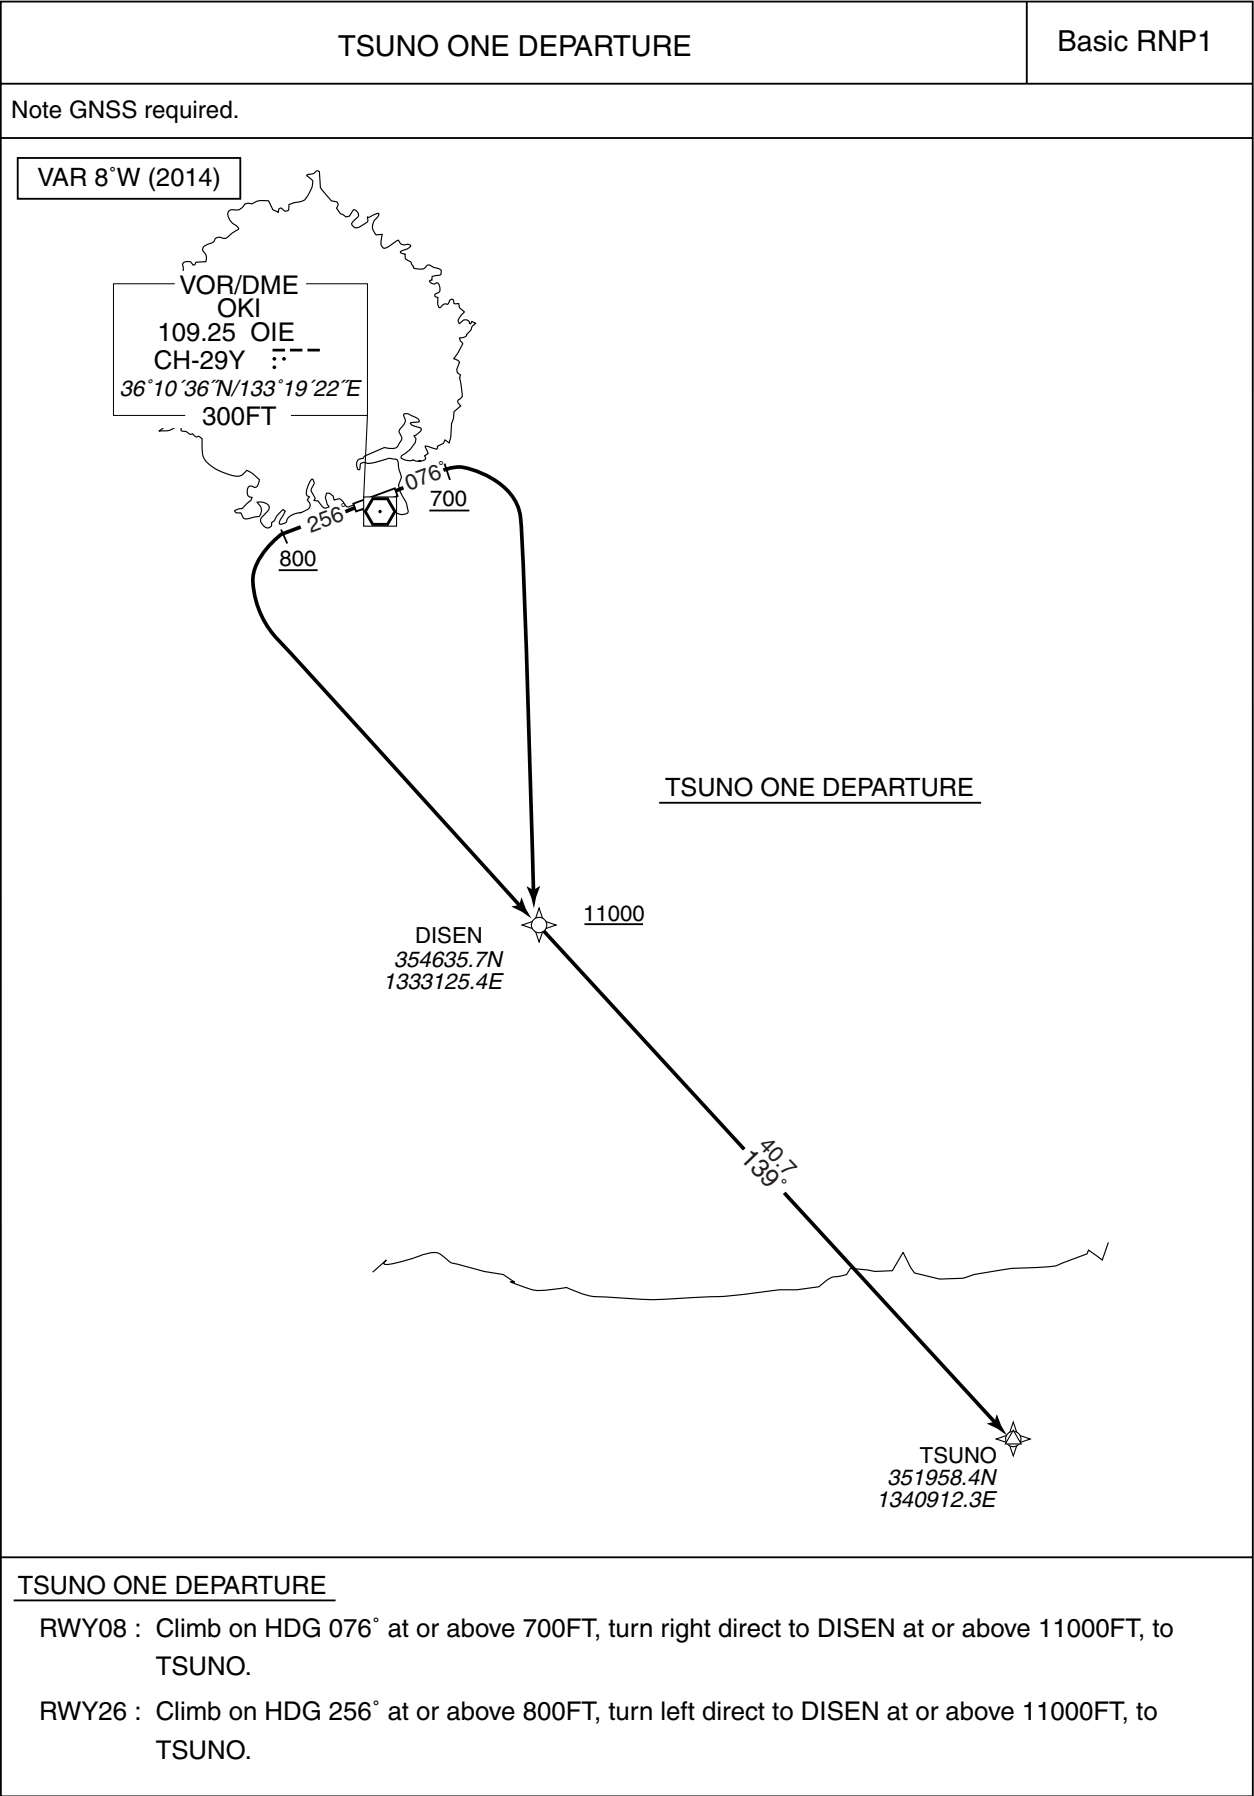 TSUNO ONE DEPARTURE
Basic RNP1
Note GNSS required.
VAR 8˚W (2014)
VOR/DME
OKI
109.25 OIE
CH-29Y
36˚10´36˝N/133˚19´22˝E
300FT
076˚
700
256˚
800
TSUNO ONE DEPARTURE
11000
DISEN
354635.7N
1333125.4E
40.7
139˚
TSUNO
351958.4N
1340912.3E
TSUNO ONE DEPARTURE
RWY08 : Climb on HDG 076˚ at or above 700FT, turn right direct to DISEN at or above 11000FT, to
TSUNO.
RWY26 : Climb on HDG 256˚ at or above 800FT, turn left direct to DISEN at or above 11000FT, to
TSUNO.